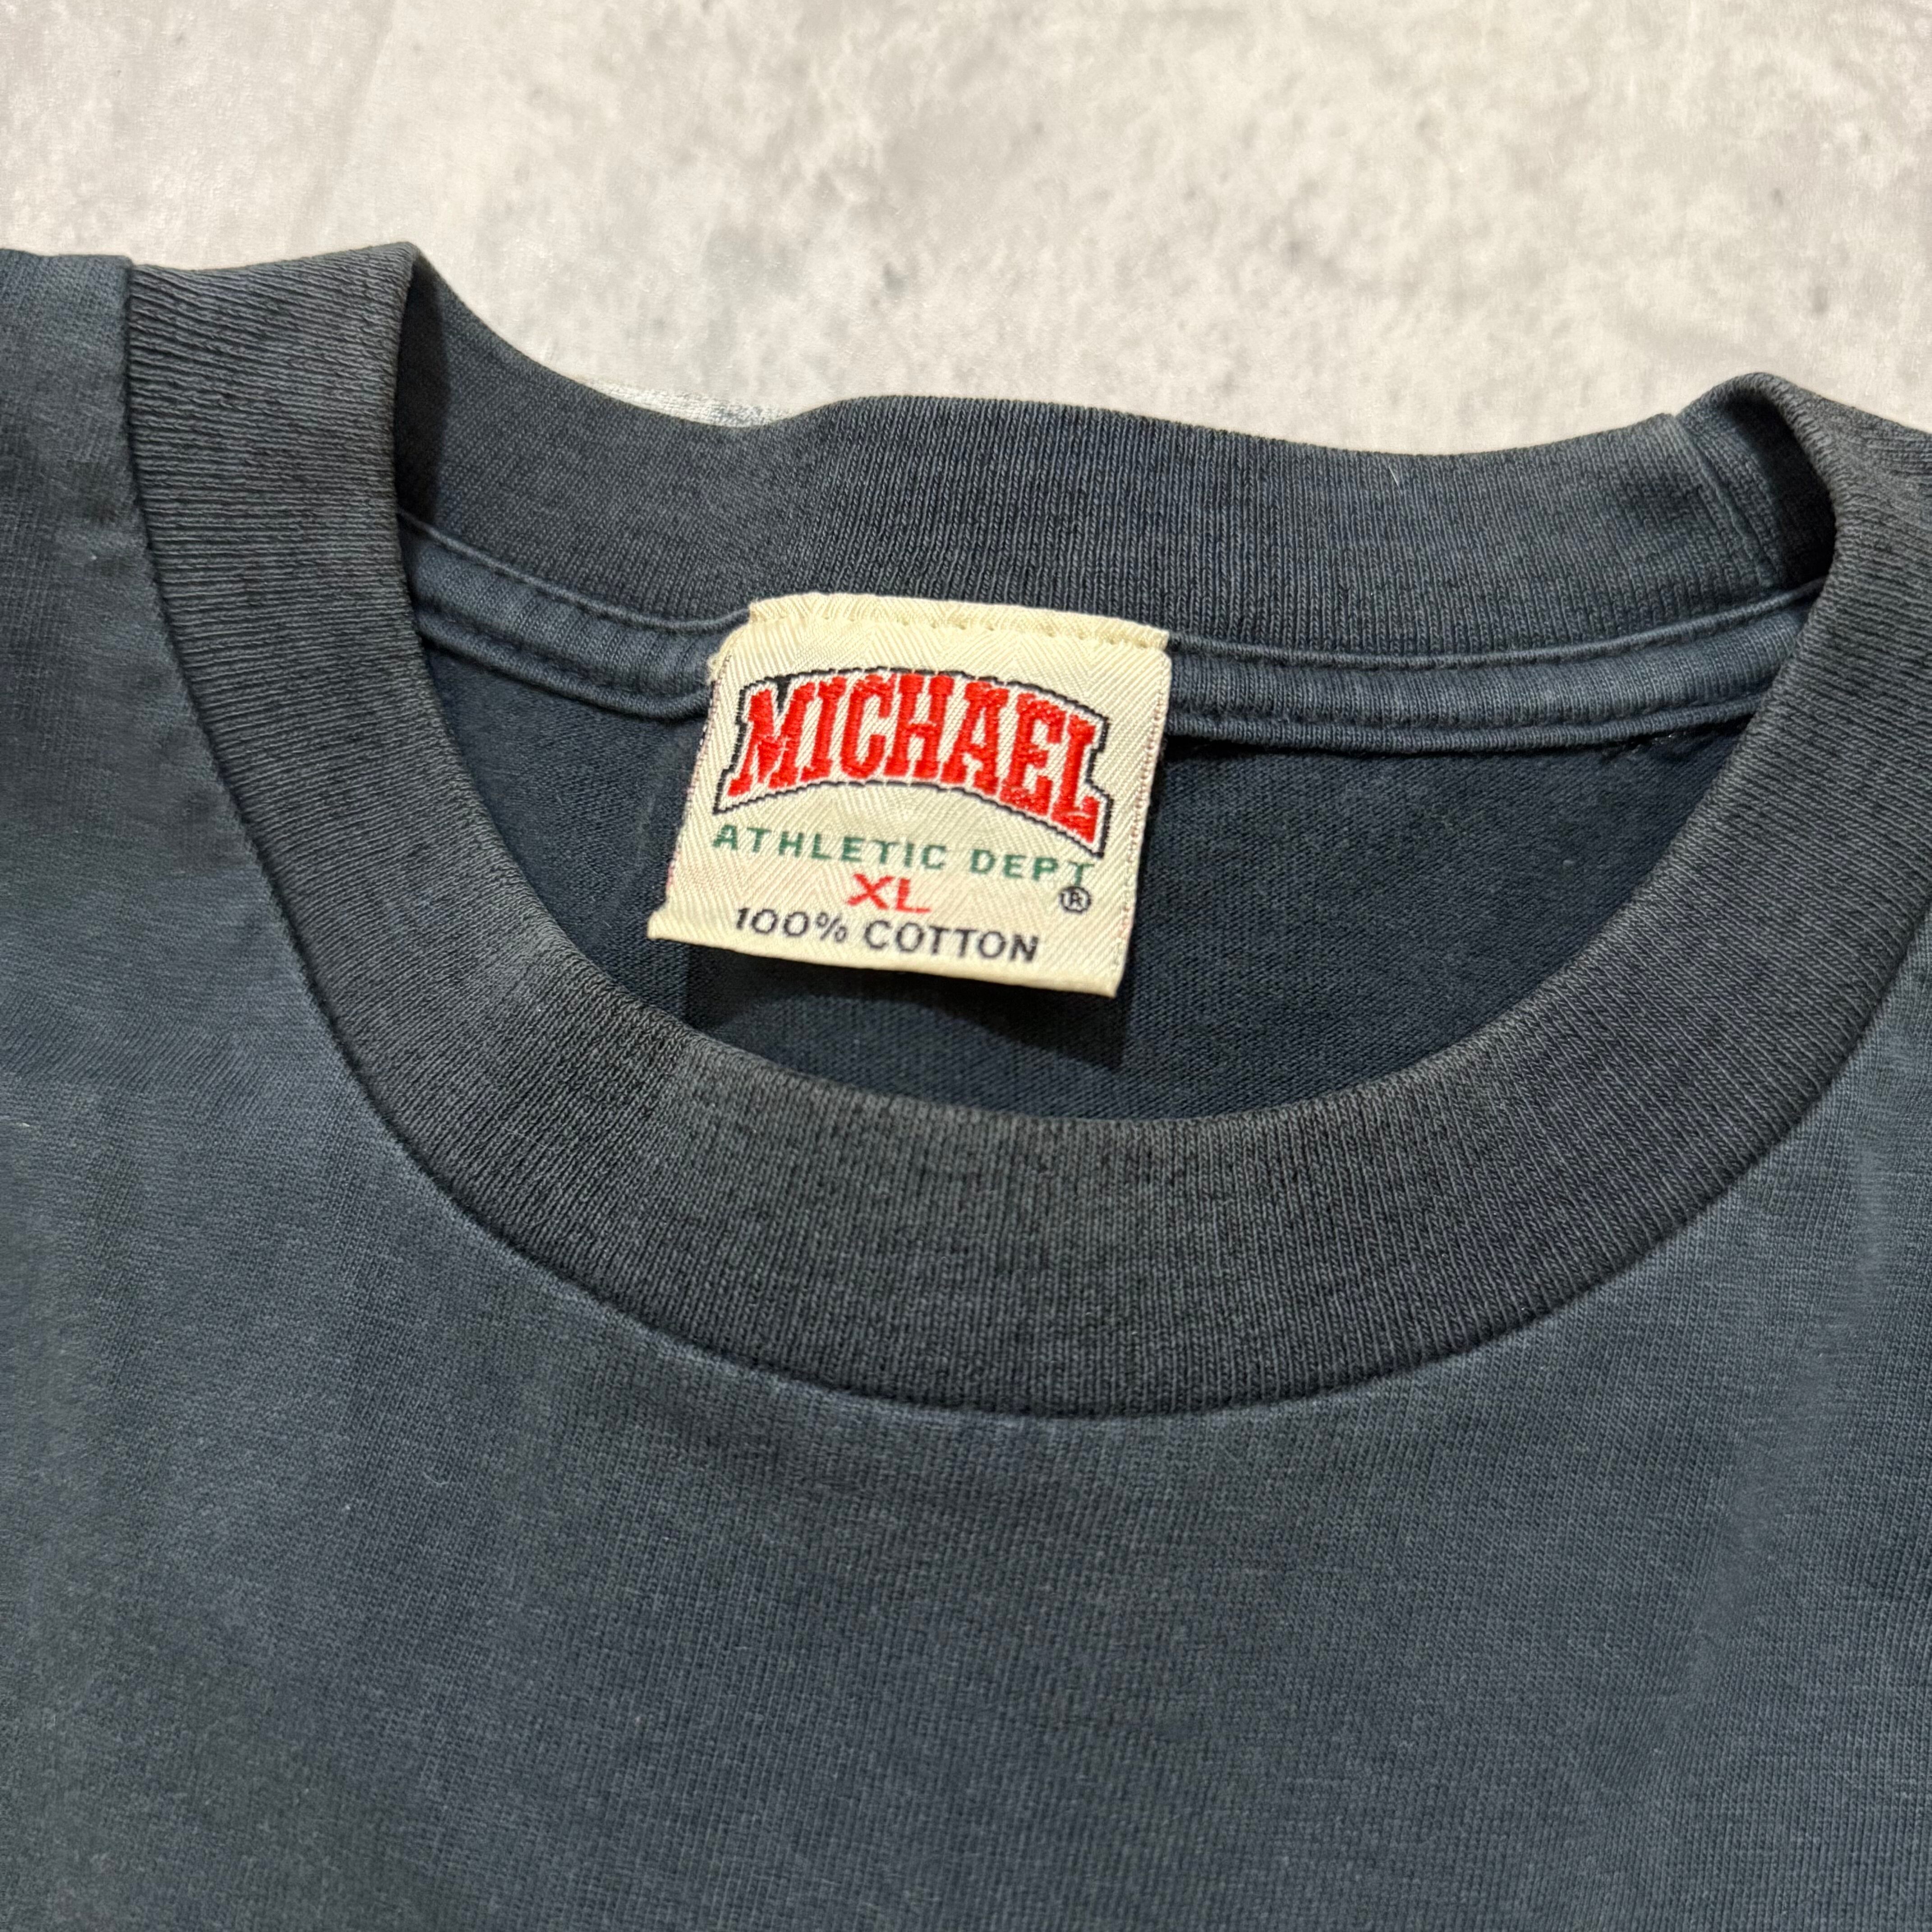 MICHAEL
ATHLETIC DEPT
XL ®
100% COTTON